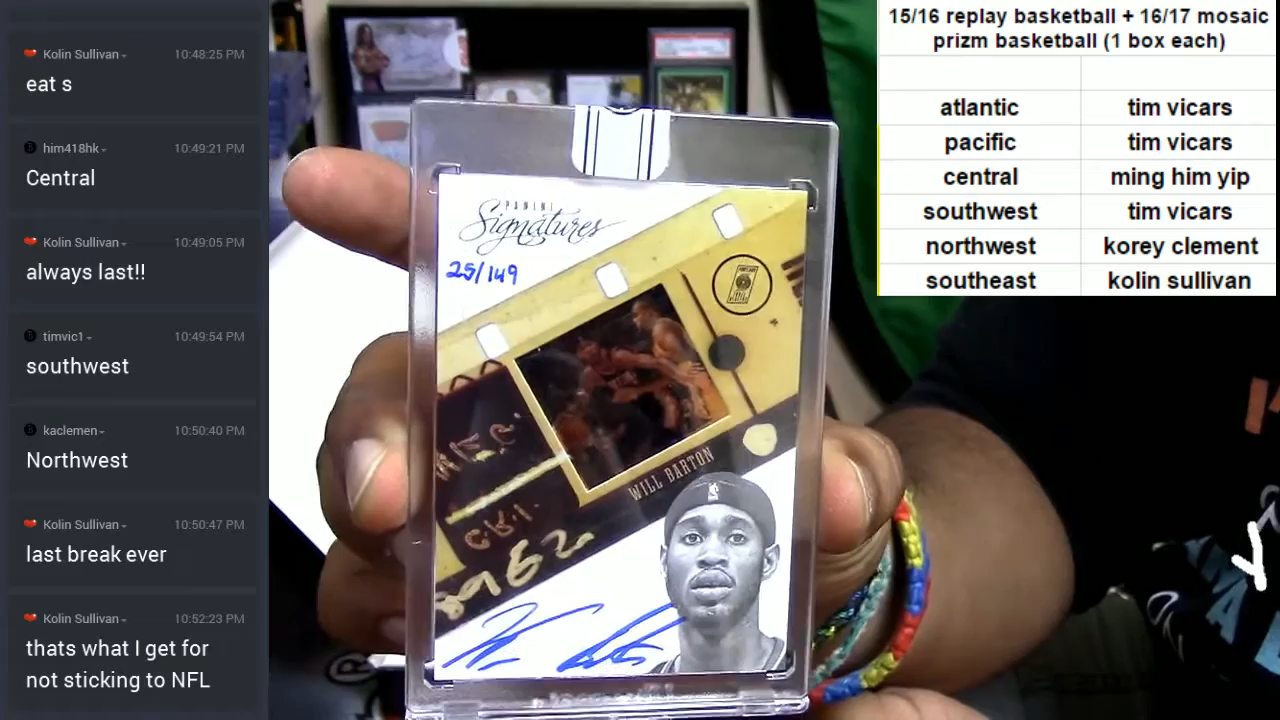 Kolin Sullivan 10:48:25 PM
eat s
him418hk 10:49:21 PM
Central
Kolin Sullivan 10:49:05 PM
always last!!
timvic1 10:49:54 PM
southwest
kaclemen 10:50:40 PM
Northwest
Kolin Sullivan 10:50:47 PM
last break ever
Kolin Sullivan 10:52:23 PM
thats what I get for
not sticking to NFL
PANINI
Signatures
25/149
WILL BARTON
15/16 replay basketball + 16/17 mosaic
prizm basketball (1 box each)
atlantic tim vicars
pacific tim vicars
central ming him yip
southwest tim vicars
northwest korey clement
southeast kolin sullivan